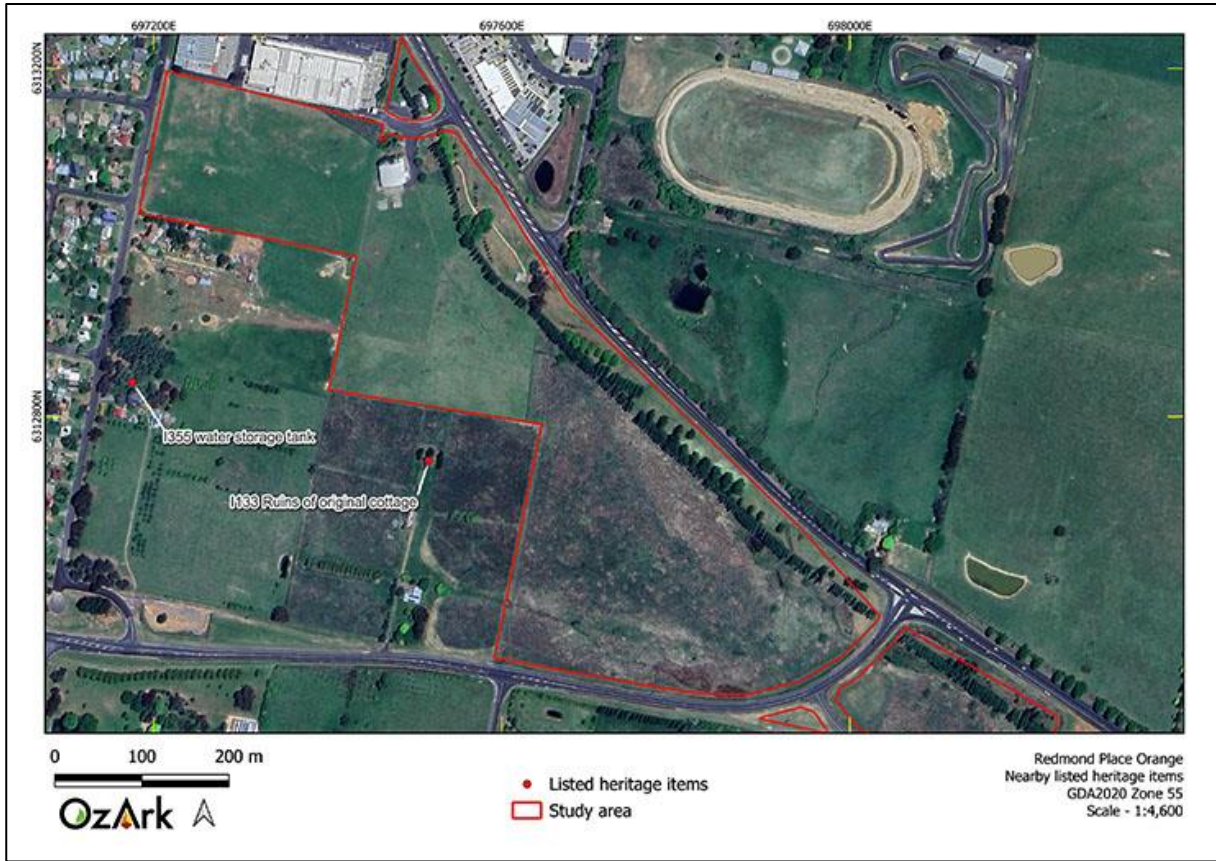 697200E
697600E
698000E
6313200N
6312800N
I355 water storage tank
I133 Ruins of original cottage
0 100 200 m
OzArk
Listed heritage items
Study area
Redmond Place Orange
Nearby listed heritage items
GDA2020 Zone 55
Scale - 1:4,600